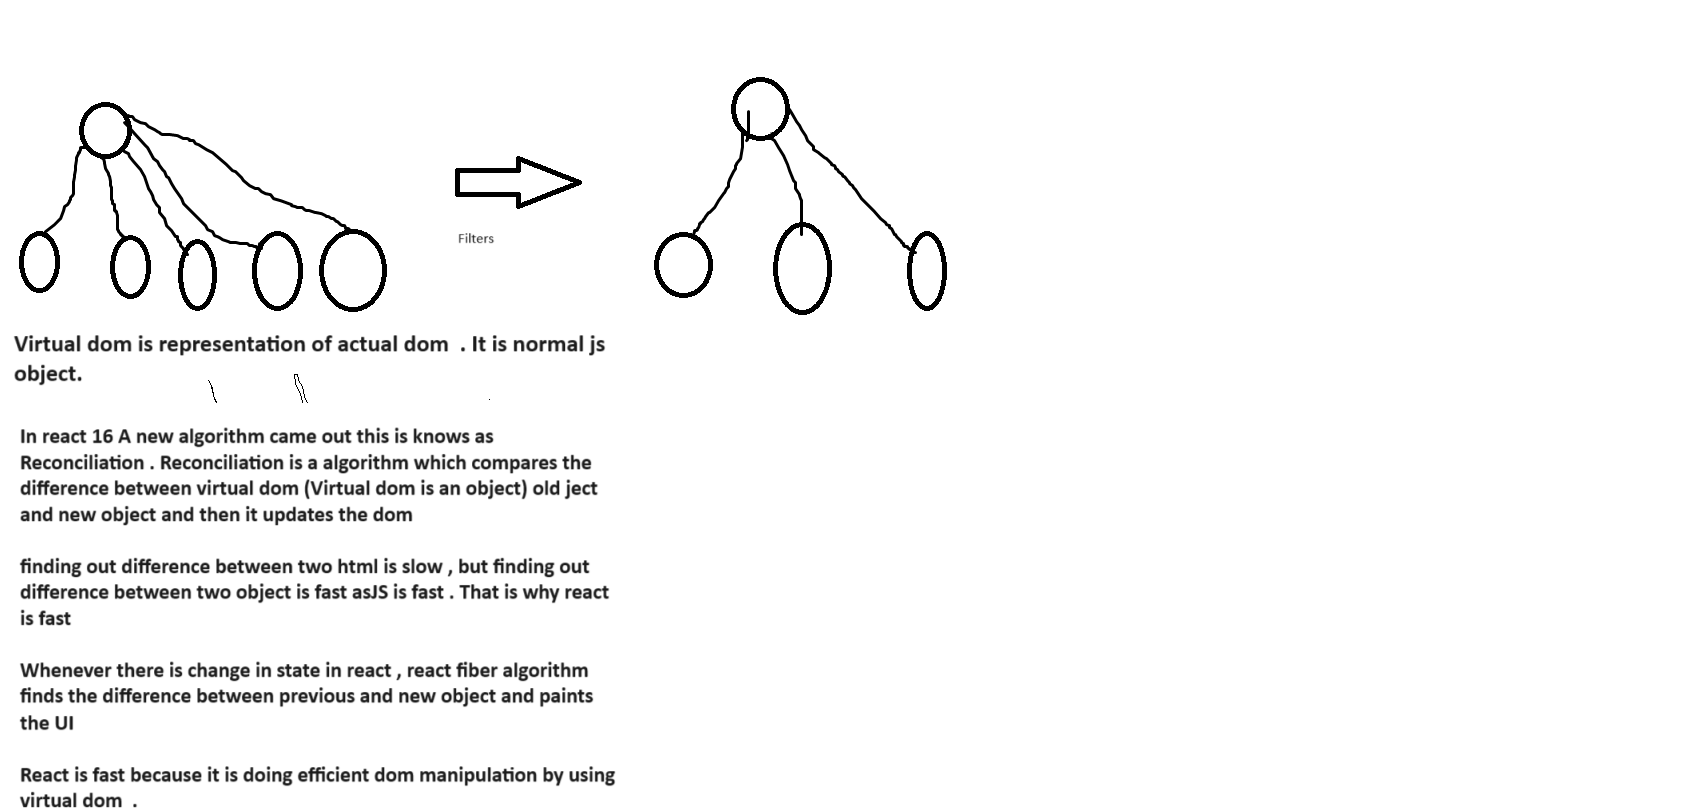 Filters
Virtual dom is representation of actual dom  . It is normal js
object.
In react 16 A new algorithm came out this is knows as
Reconciliation . Reconciliation is a algorithm which compares the
difference between virtual dom (Virtual dom is an object) old ject
and new object and then it updates the dom
finding out difference between two html is slow , but finding out
difference between two object is fast asJS is fast . That is why react
is fast
Whenever there is change in state in react , react fiber algorithm
finds the difference between previous and new object and paints
the UI
React is fast because it is doing efficient dom manipulation by using
virtual dom  .